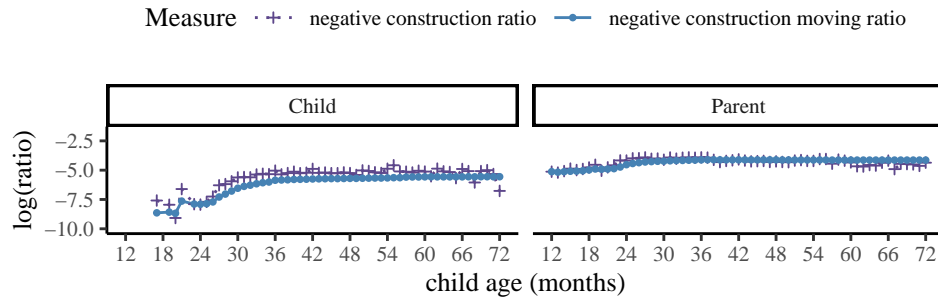 Measure negative construction ratio negative construction moving ratio
Child Parent
−2.5
−5.0
−7.5
−10.0
log(ratio)
12 18 24 30 36 42 48 54 60 66 72 12 18 24 30 36 42 48 54 60 66 72
child age (months)